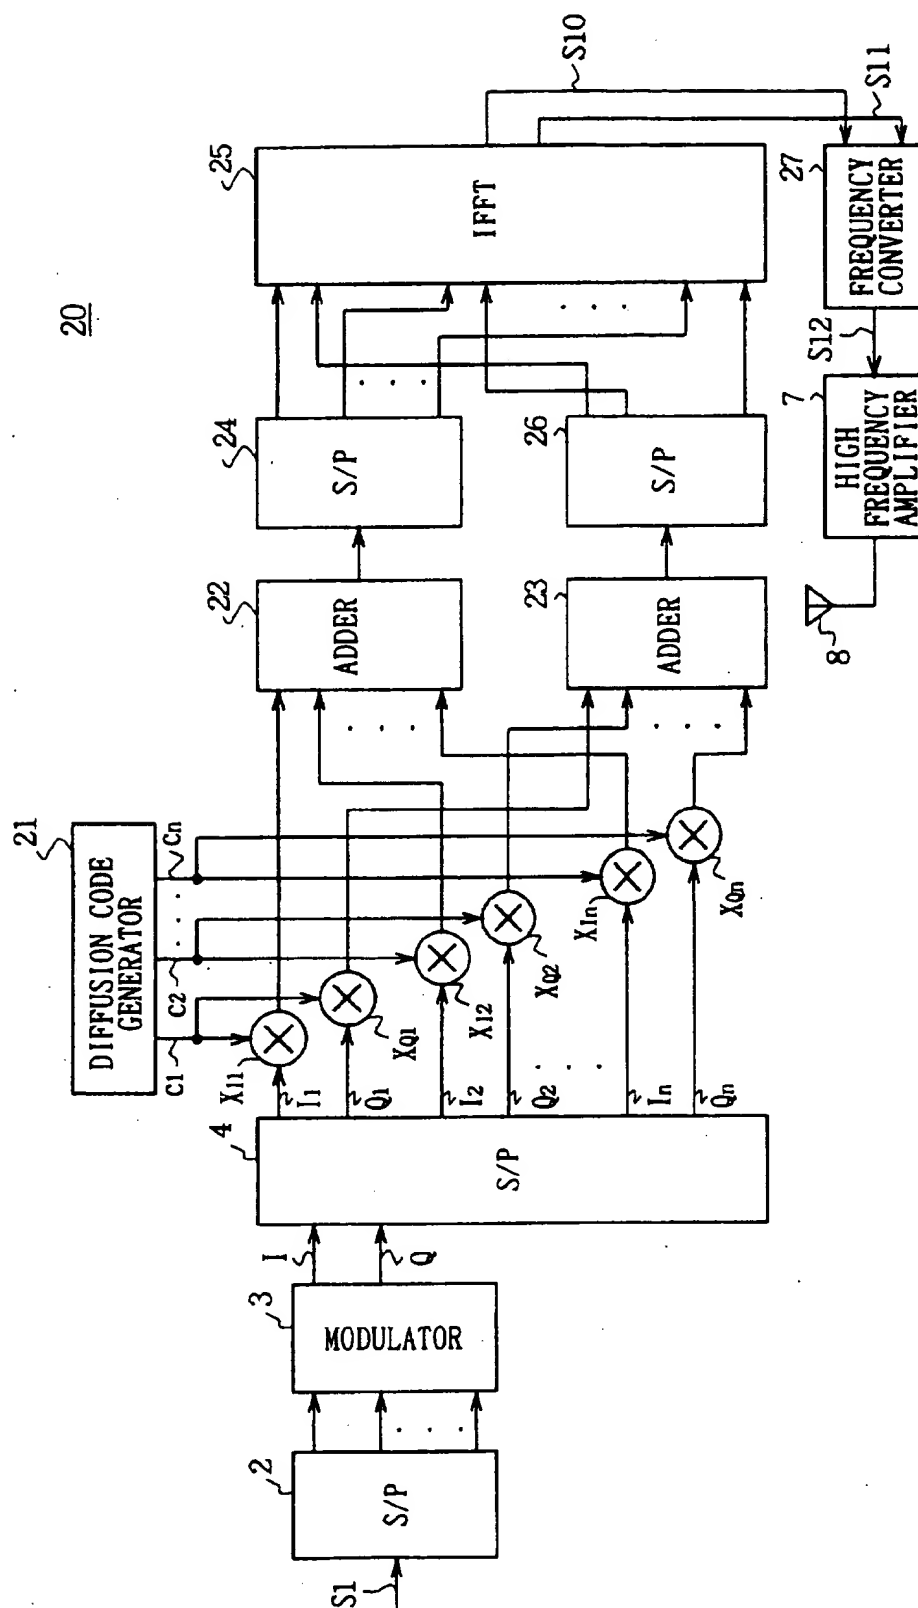 20
S1
2
S/P
3
MODULATOR
I
Q
4
S/P
21
DIFFUSION CODE
GENERATOR
C1
C2
Cn
X11
I1
XQ1
Q1
X12
I2
XQ2
Q2
XIn
In
XQn
Qn
22
ADDER
23
ADDER
24
S/P
26
S/P
25
IFFT
S10
S11
27
FREQUENCY
CONVERTER
S12
7
HIGH
FREQUENCY
AMPLIFIER
8